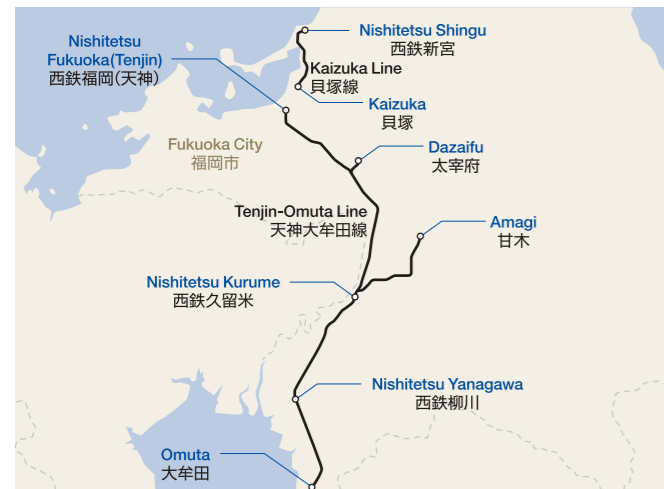 Nishitetsu
Fukuoka(Tenjin)
西鉄福岡(天神)
Nishitetsu Shingu
西鉄新宮
Kaizuka Line
貝塚線
Kaizuka
貝塚
Fukuoka City
福岡市
Dazaifu
太宰府
Tenjin-Omuta Line
天神大牟田線
Amagi
甘木
Nishitetsu Kurume
西鉄久留米
Nishitetsu Yanagawa
西鉄柳川
Omuta
大牟田